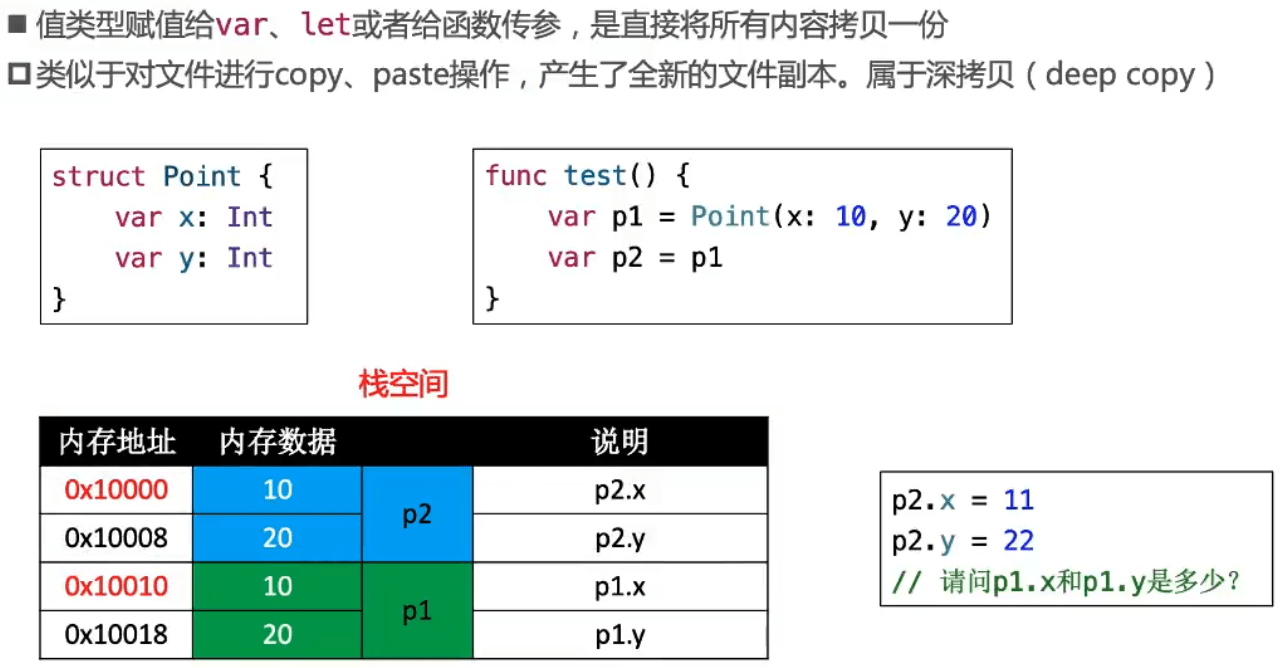 ■ 值类型赋值给var、let或者给函数传参，是直接将所有内容拷贝一份
类似于对文件进行copy、paste操作，产生了全新的文件副本。属于深拷贝（deep copy）
struct Point {
    var x: Int
    var y: Int
}
func test() {
    var p1 = Point(x: 10, y: 20)
    var p2 = p1
}
栈空间
内存地址 内存数据 说明
0x10000 10 p2 p2.x
0x10008 20 p2.y
0x10010 10 p1 p1.x
0x10018 20 p1.y
p2.x = 11
p2.y = 22
// 请问p1.x和p1.y是多少?